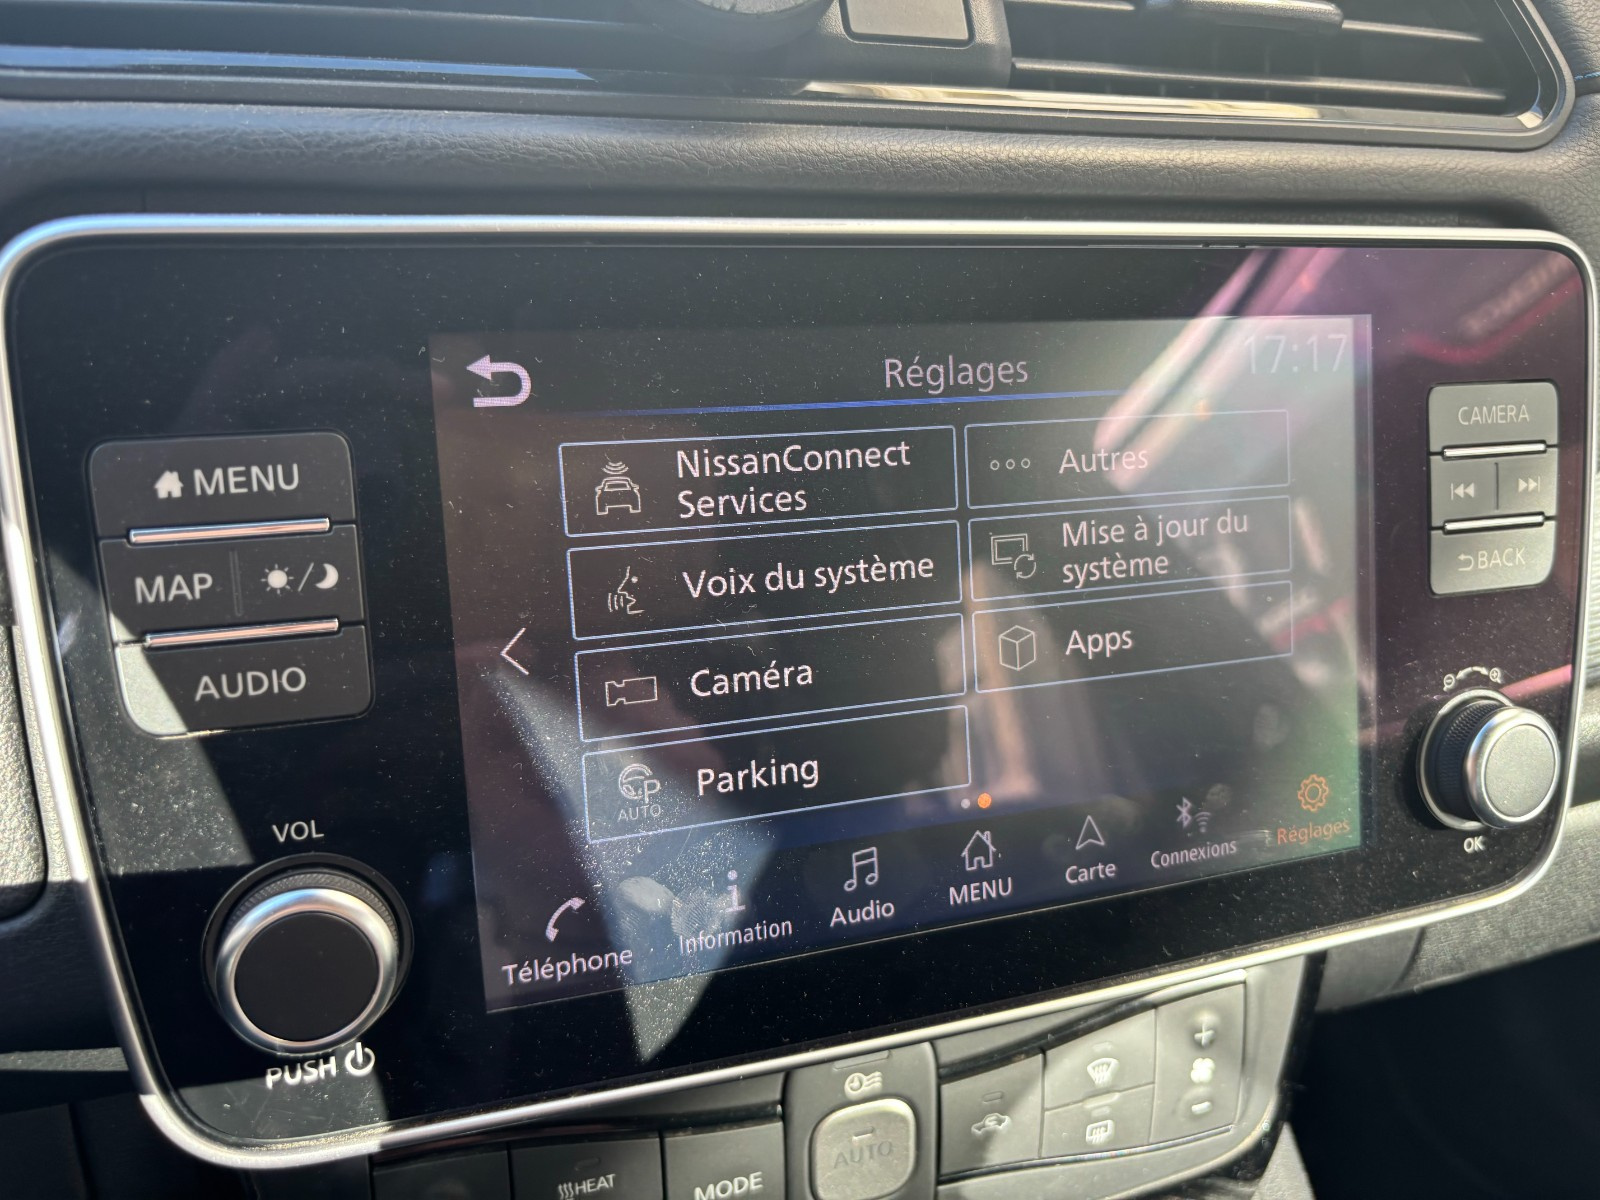 Réglages
17:17
NissanConnect
Services
Autres
Voix du système
Mise à jour du
système
Caméra
Apps
AUTO
Parking
Téléphone
Information
Audio
MENU
Carte
Connexions
Réglages
MENU
MAP
AUDIO
VOL
PUSH
CAMERA
BACK
OK
HEAT
MODE
AUTO